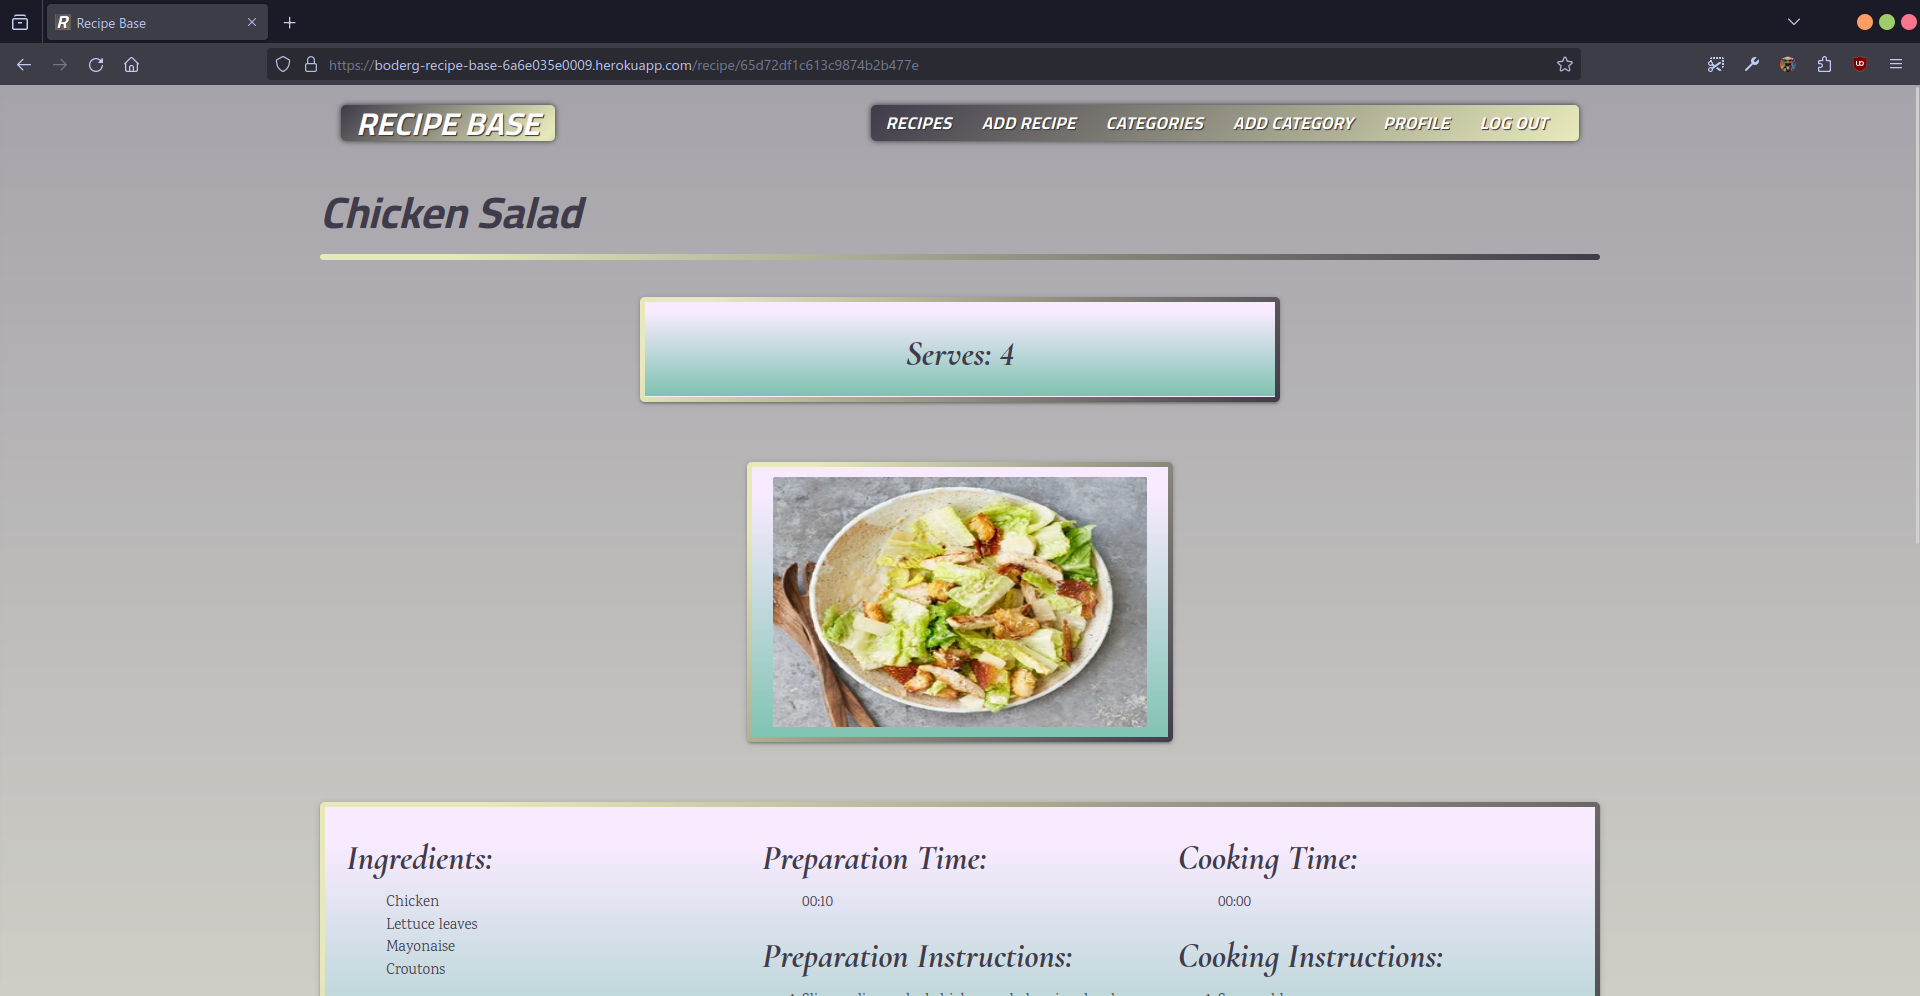 Recipe Base
https://boderg-recipe-base-6a6e035e0009.herokuapp.com/recipe/65d72df1c613c9874b2b477e
RECIPE BASE
RECIPES ADD RECIPE CATEGORIES ADD CATEGORY PROFILE LOG OUT
Chicken Salad
Serves: 4
Ingredients:
Chicken
Lettuce leaves
Mayonaise
Croutons
Preparation Time:
00:10
Preparation Instructions:
Cooking Time:
00:00
Cooking Instructions: